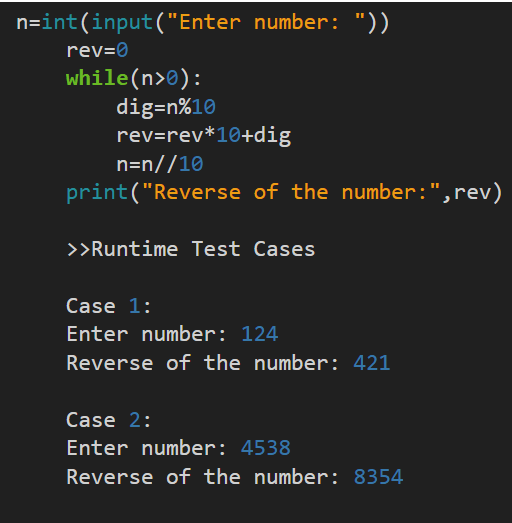 n=int(input("Enter number: "))
    rev=0
    while(n>0):
        dig=n%10
        rev=rev*10+dig
        n=n//10
    print("Reverse of the number:",rev)

    >>Runtime Test Cases

    Case 1:
    Enter number: 124
    Reverse of the number: 421

    Case 2:
    Enter number: 4538
    Reverse of the number: 8354